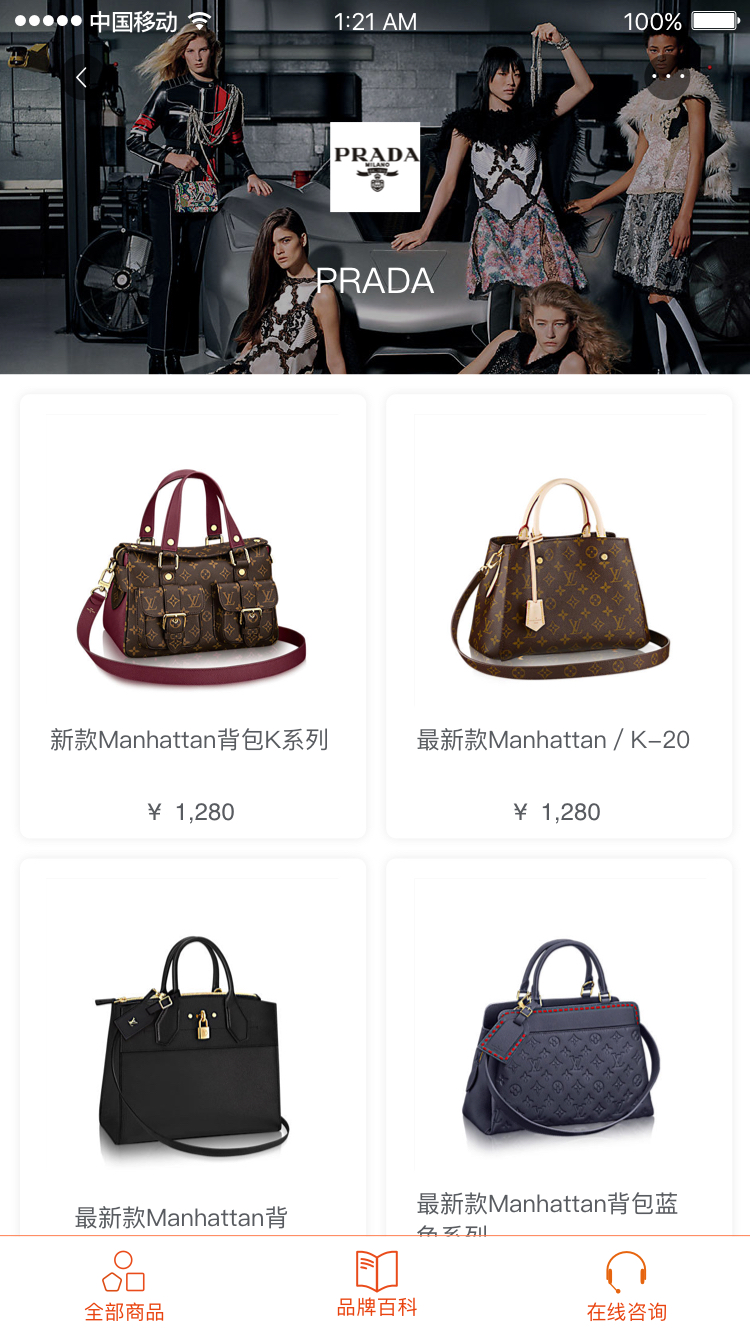 中国移动
1:21 AM
100%
PRADA
MILANO
PRADA
新款Manhattan背包K系列
最新款Manhattan / K-20
¥ 1,280
¥ 1,280
最新款Manhattan背
最新款Manhattan背包蓝
色系列
全部商品
品牌百科
在线咨询